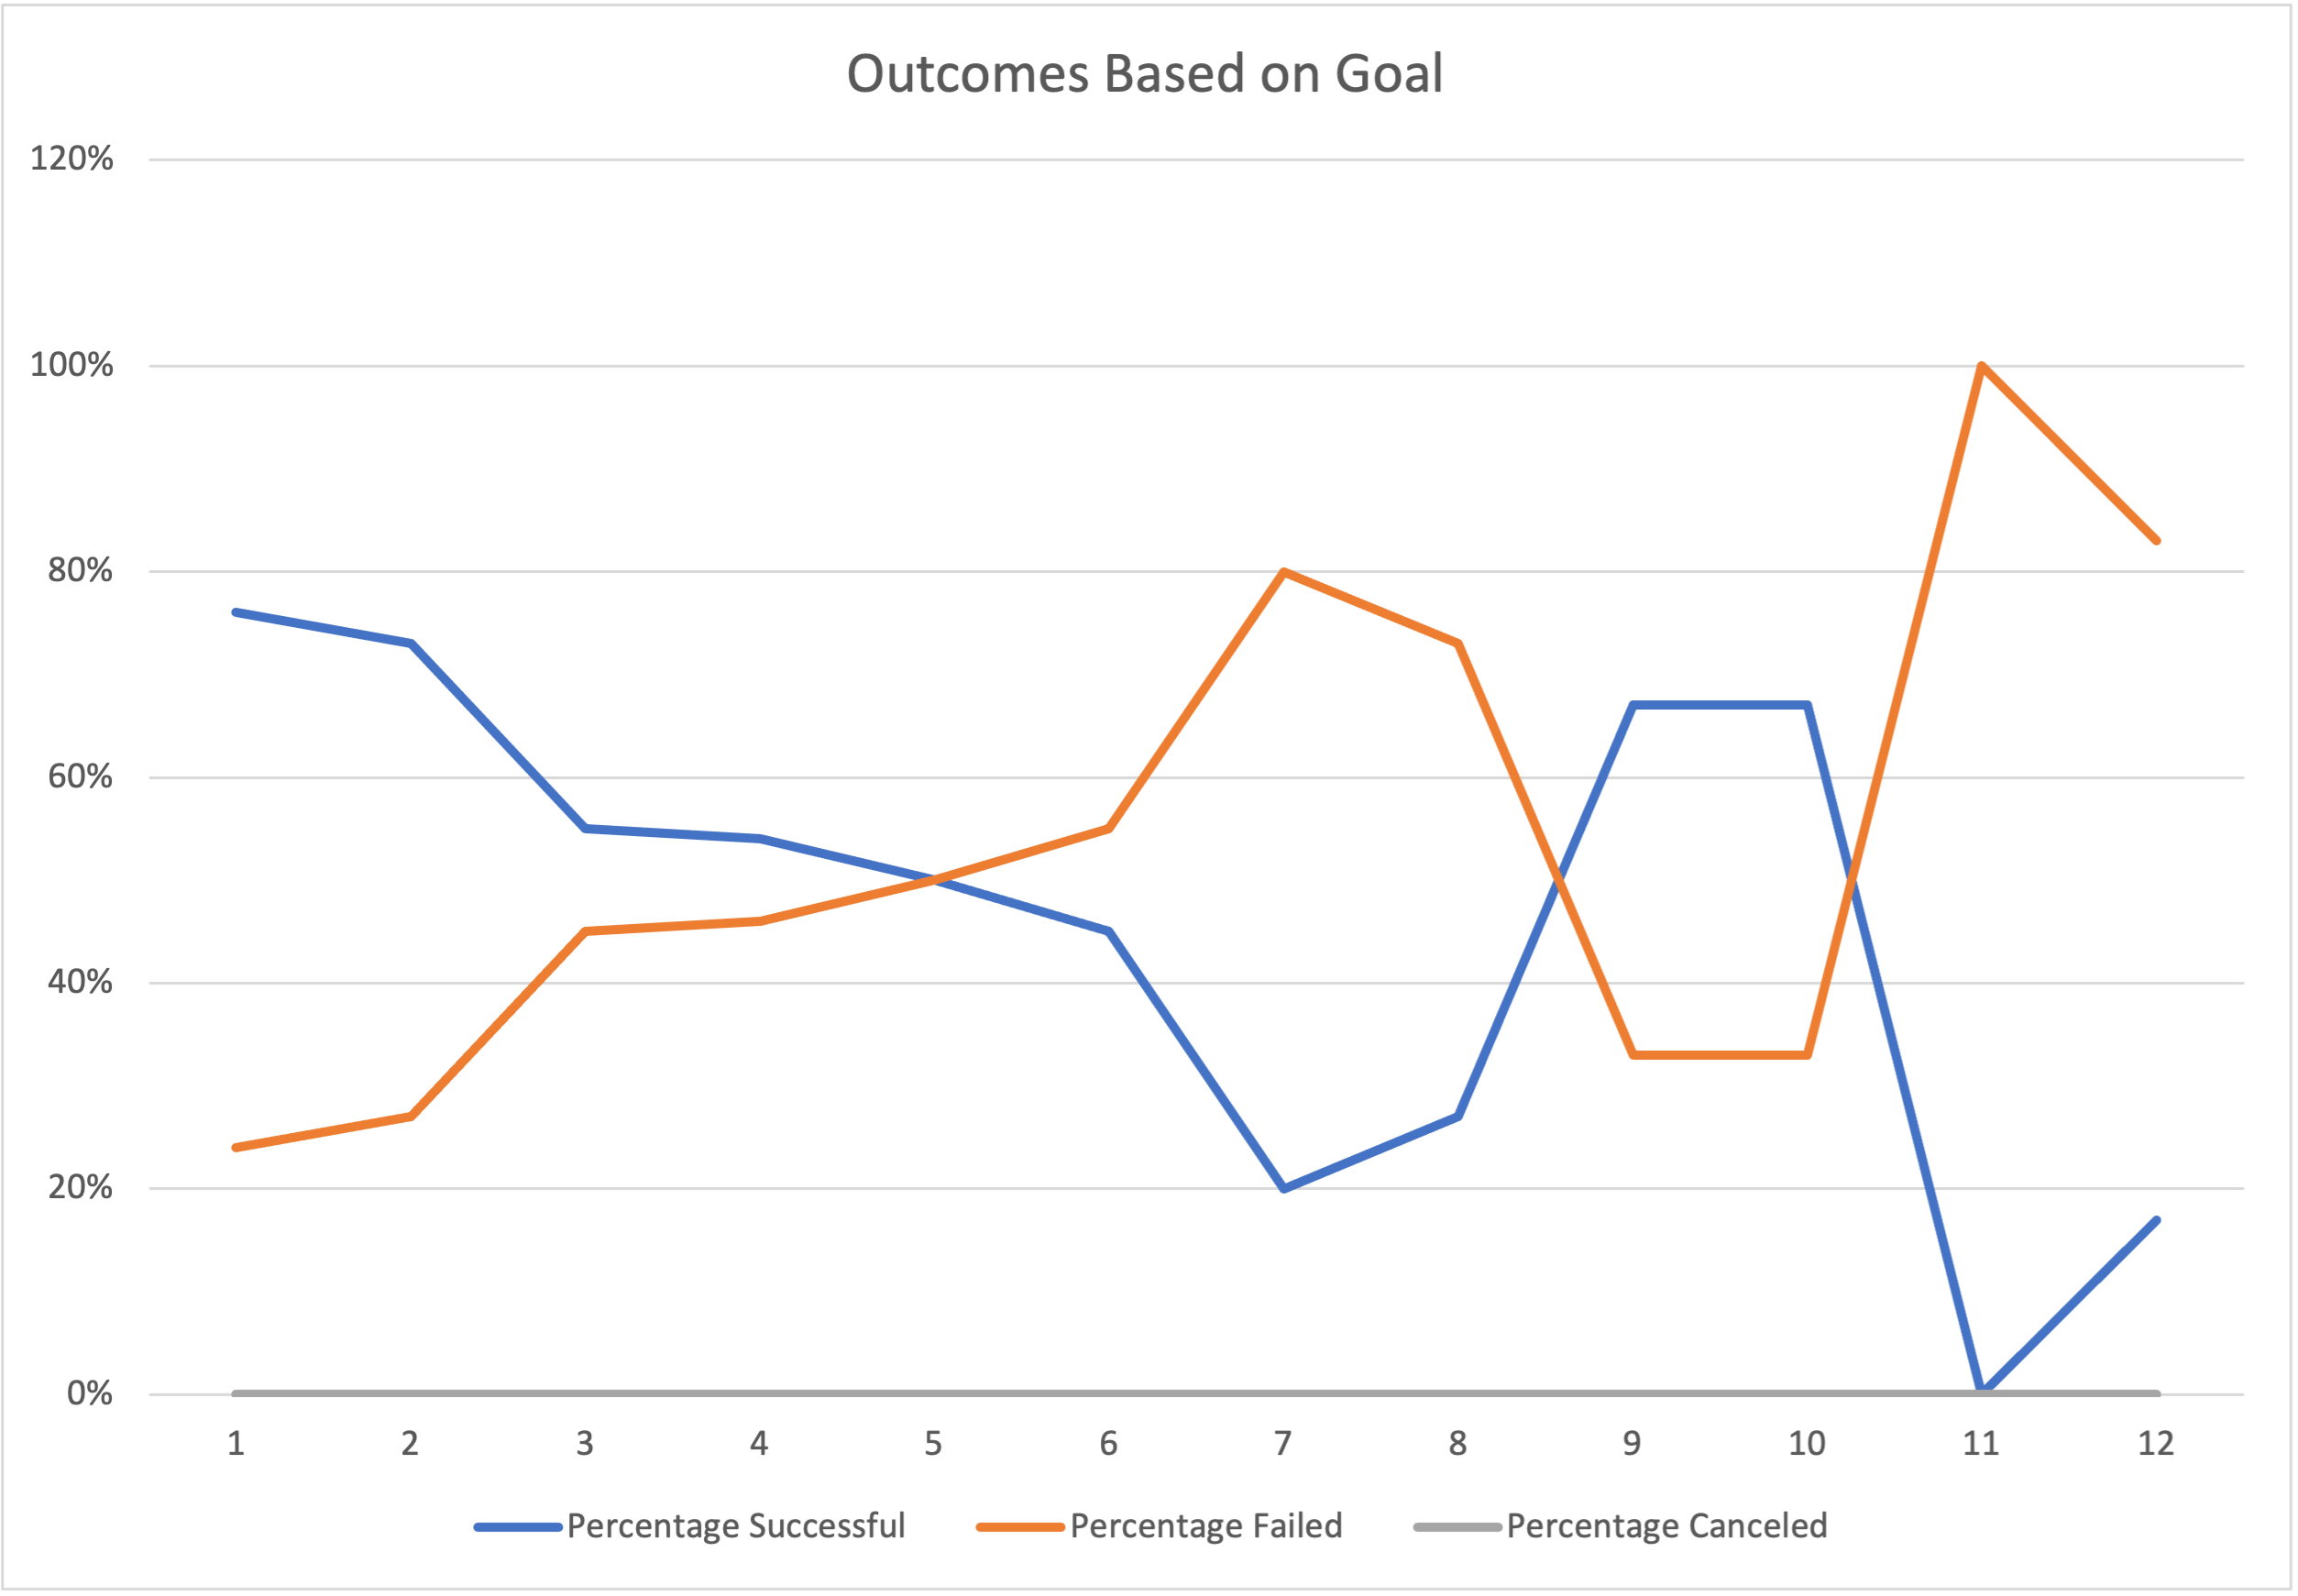 Outcomes Based on Goal
120%
100%
80%
60%
40%
20%
0%
1 2 3 4 5 6 7 8 9 10 11 12
Percentage Successful Percentage Failed Percentage Canceled